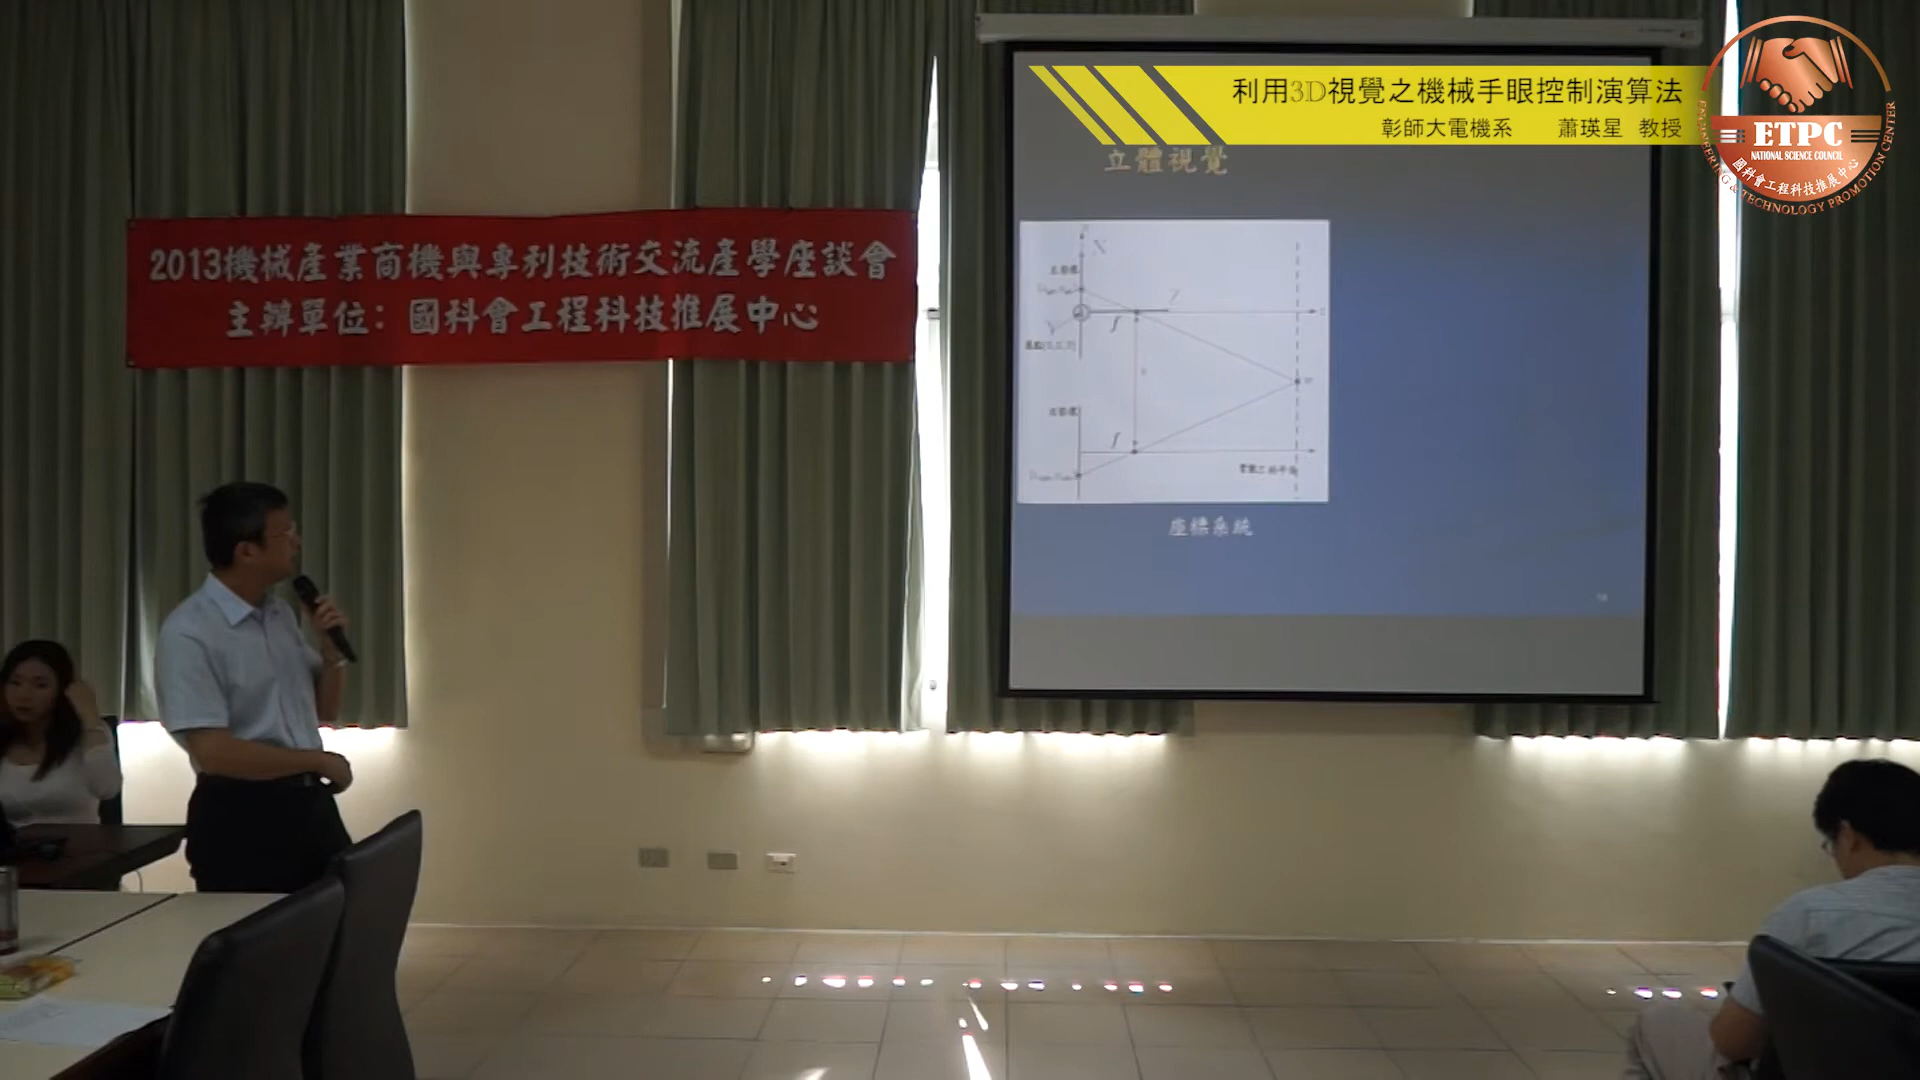 利用3D視覺之機械手眼控制演算法
彰師大電機系 蕭瑛星 教授
ETPC
NATIONAL SCIENCE COUNCIL
國科會工程科技推展中心
ENGINEERING & TECHNOLOGY PROMOTION CENTER
立體視覺
2013機械產業商機與專利技術交流產學座談會
主辦單位：國科會工程科技推展中心
X
Z
Y
f
f
座標系統